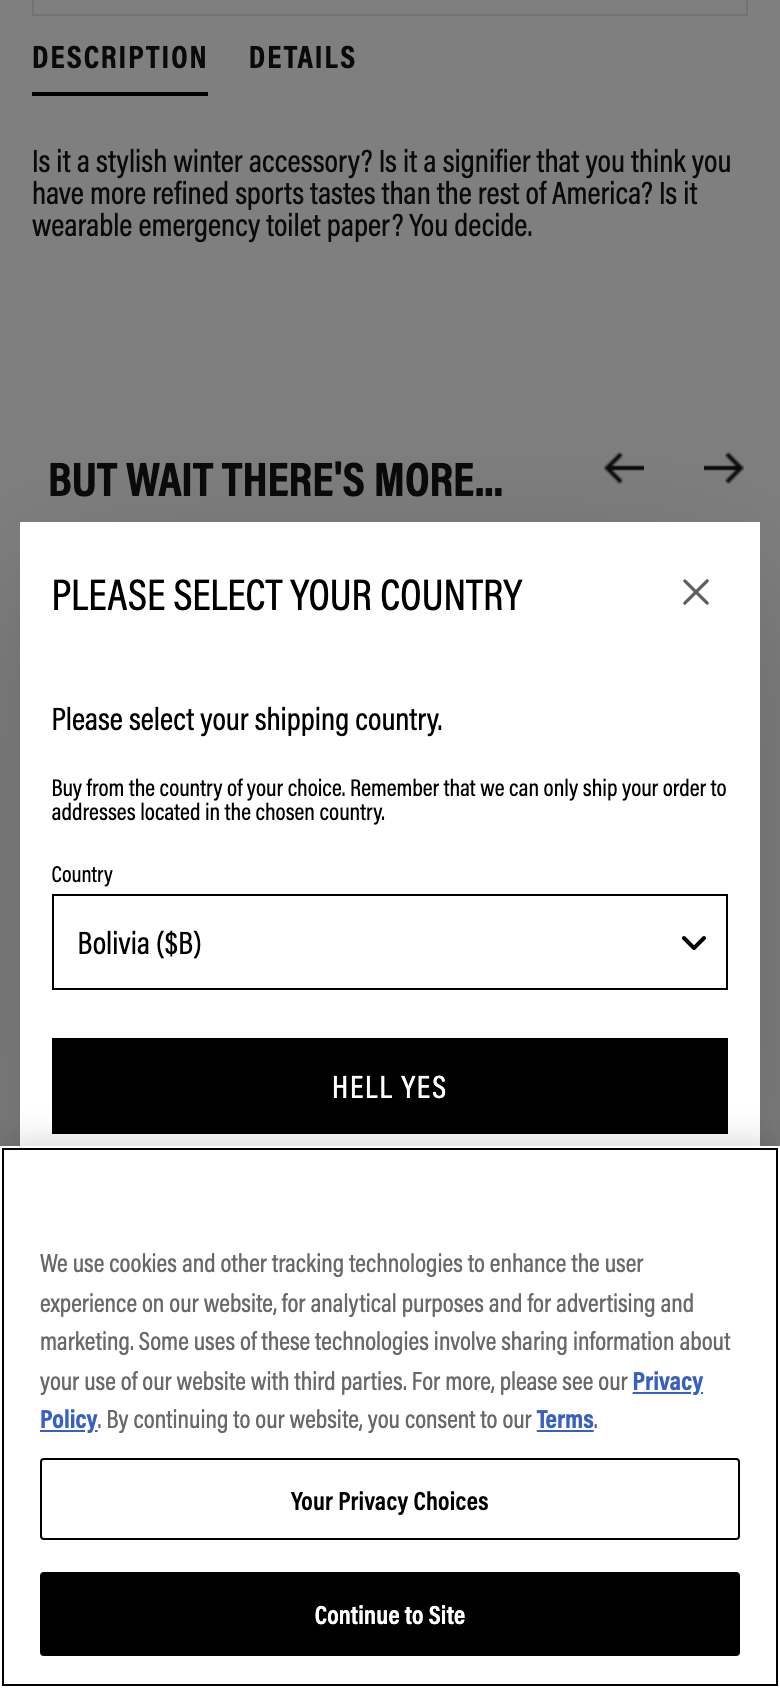 DESCRIPTION DETAILS
Is it a stylish winter accessory? Is it a signifier that you think you
have more refined sports tastes than the rest of America? Is it
wearable emergency toilet paper? You decide.
BUT WAIT THERE'S MORE...
PLEASE SELECT YOUR COUNTRY
Please select your shipping country.
Buy from the country of your choice. Remember that we can only ship your order to
addresses located in the chosen country.
Country
Bolivia ($B)
HELL YES
We use cookies and other tracking technologies to enhance the user
experience on our website, for analytical purposes and for advertising and
marketing. Some uses of these technologies involve sharing information about
your use of our website with third parties. For more, please see our Privacy
Policy. By continuing to our website, you consent to our Terms.
Your Privacy Choices
Continue to Site